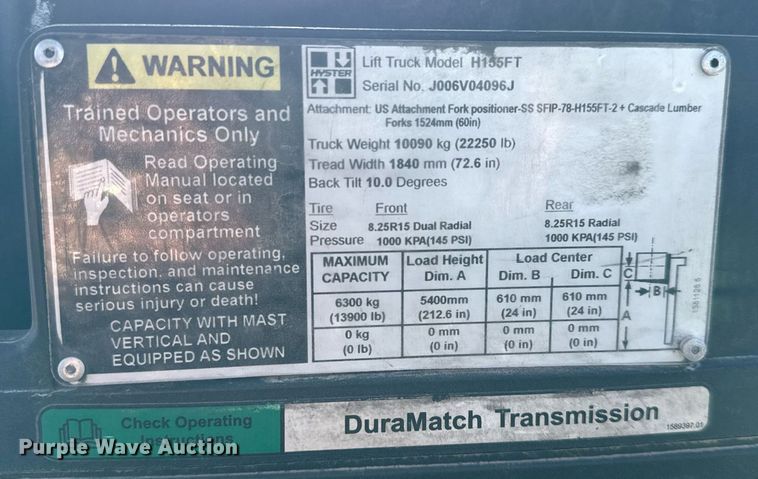 WARNING
Trained Operators and
Mechanics Only
Read Operating
Manual located
on seat or in
operators
compartment
Failure to follow operating,
inspection, and maintenance
instructions can cause
serious injury or death!
CAPACITY WITH MAST
VERTICAL AND
EQUIPPED AS SHOWN
HYSTER
Lift Truck Model H155FT
Serial No. J006V04096J
Attachment: US Attachment Fork positioner-SS SFIP-78-H155FT-2 + Cascade Lumber
Forks 1524mm (60in)
Truck Weight 10090 kg (22250 lb)
Tread Width 1840 mm (72.6 in)
Back Tilt 10.0 Degrees
Tire Front Rear
Size 8.25R15 Dual Radial 8.25R15 Radial
Pressure 1000 KPA(145 PSI) 1000 KPA(145 PSI)
MAXIMUM CAPACITY Load Height Dim. A Load Center Dim. B Dim. C
6300 kg 5400mm 610 mm 610 mm
(13900 lb) (212.6 in) (24 in) (24 in)
0 kg 0 mm 0 mm 0 mm
(0 lb) (0 in) (0 in) (0 in)
C
B
A
Check Operating
Instructions
DuraMatch Transmission
1589397.01
Purple Wave Auction